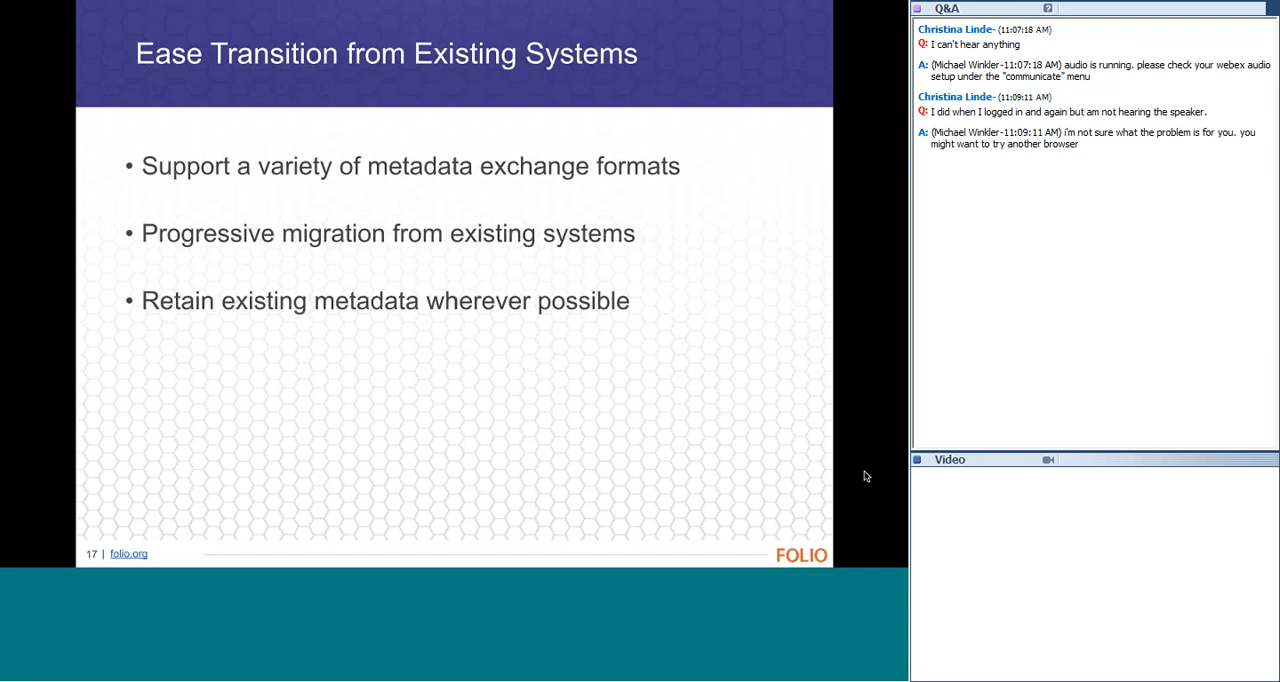 Ease Transition from Existing Systems
• Support a variety of metadata exchange formats
• Progressive migration from existing systems
• Retain existing metadata wherever possible
17 | folio.org
FOLIO
Q&A
?
Christina Linde- (11:07:18 AM)
Q: I can't hear anything
A: (Michael Winkler-11:07:18 AM) audio is running. please check your webex audio
setup under the "communicate" menu
Christina Linde- (11:09:11 AM)
Q: I did when I logged in and again but am not hearing the speaker.
A: (Michael Winkler-11:09:11 AM) i'm not sure what the problem is for you. you
might want to try another browser
Video